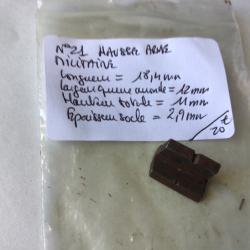 N°21 HAUSSE ARME
MILITAIRE
Longueur = 18,4 mm
largeur queue aronde = 12 mm
Hauteur totale = 11 mm
Epaisseur socle = 2,9 mm
20 €